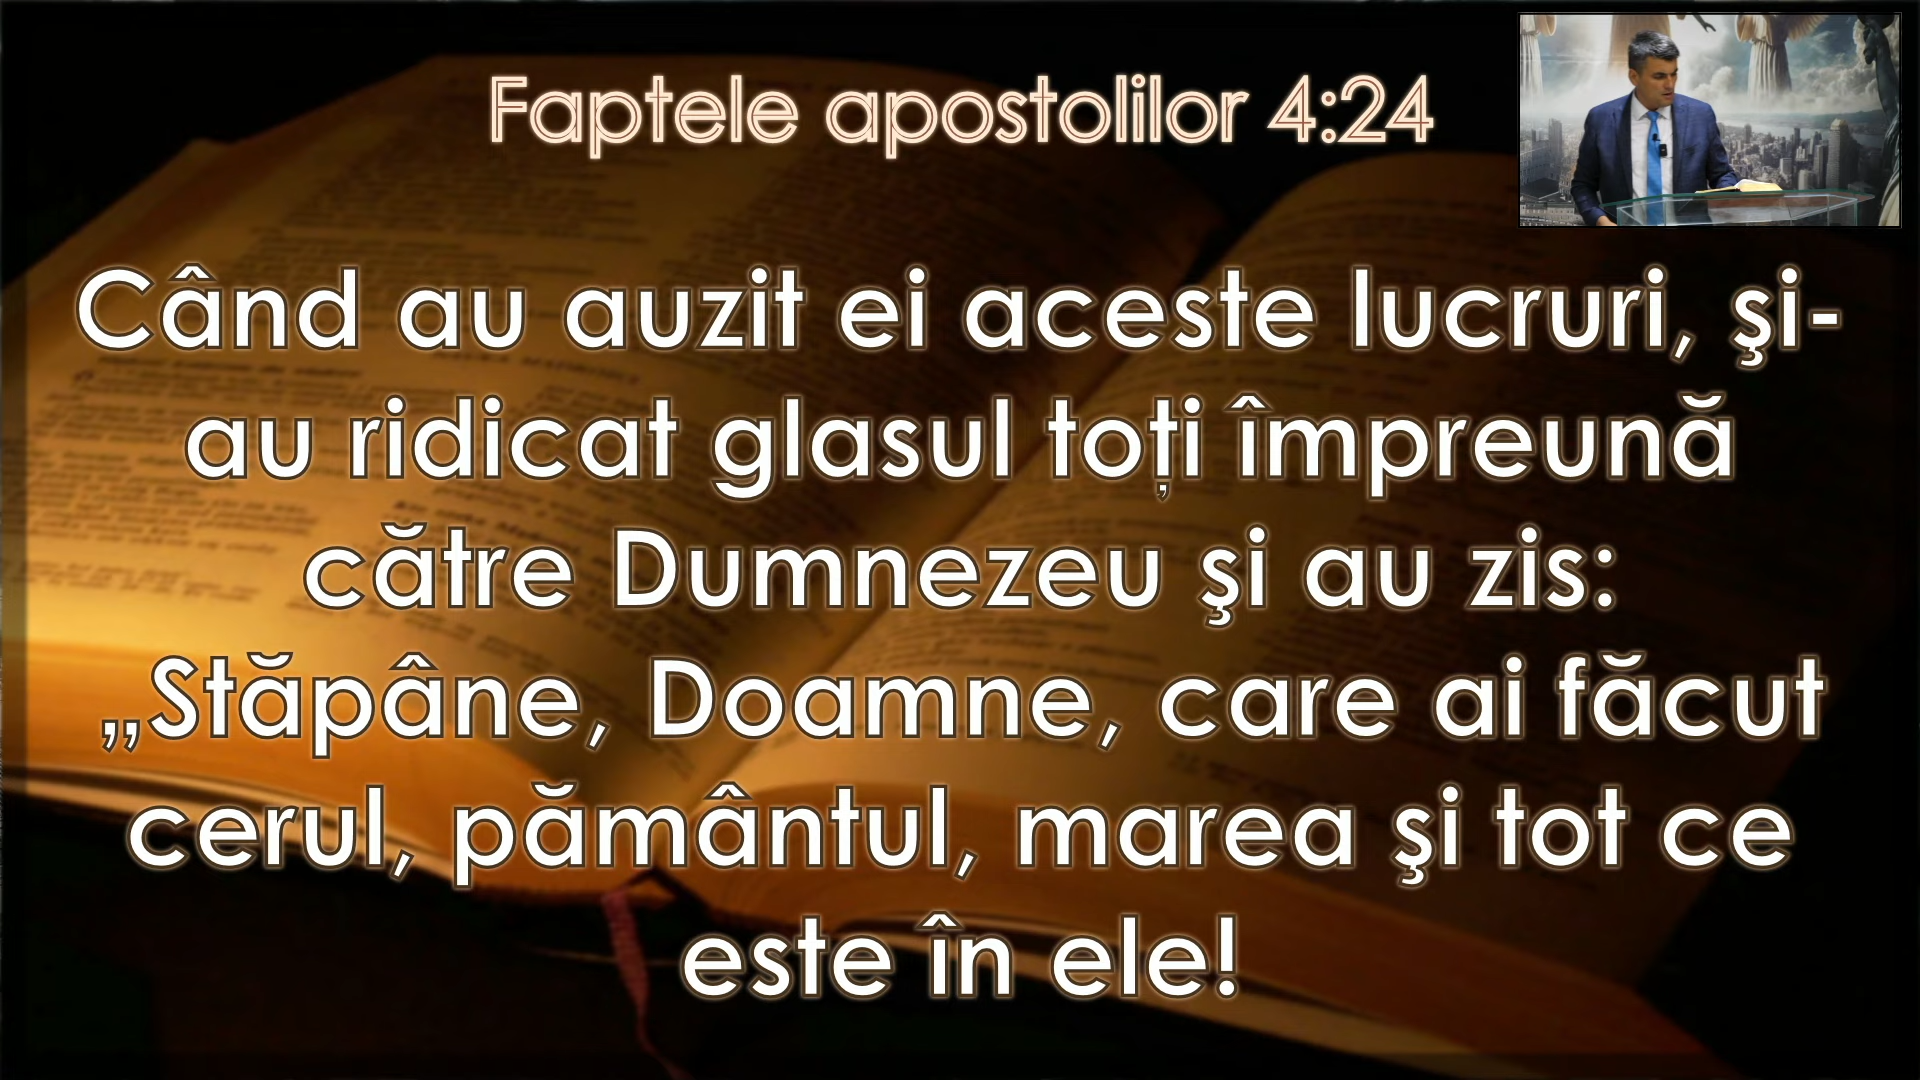 Faptele apostolilor 4:24
Când au auzit ei aceste lucruri, şi-
au ridicat glasul toţi împreună
către Dumnezeu şi au zis:
„Stăpâne, Doamne, care ai făcut
cerul, pământul, marea şi tot ce
este în ele!